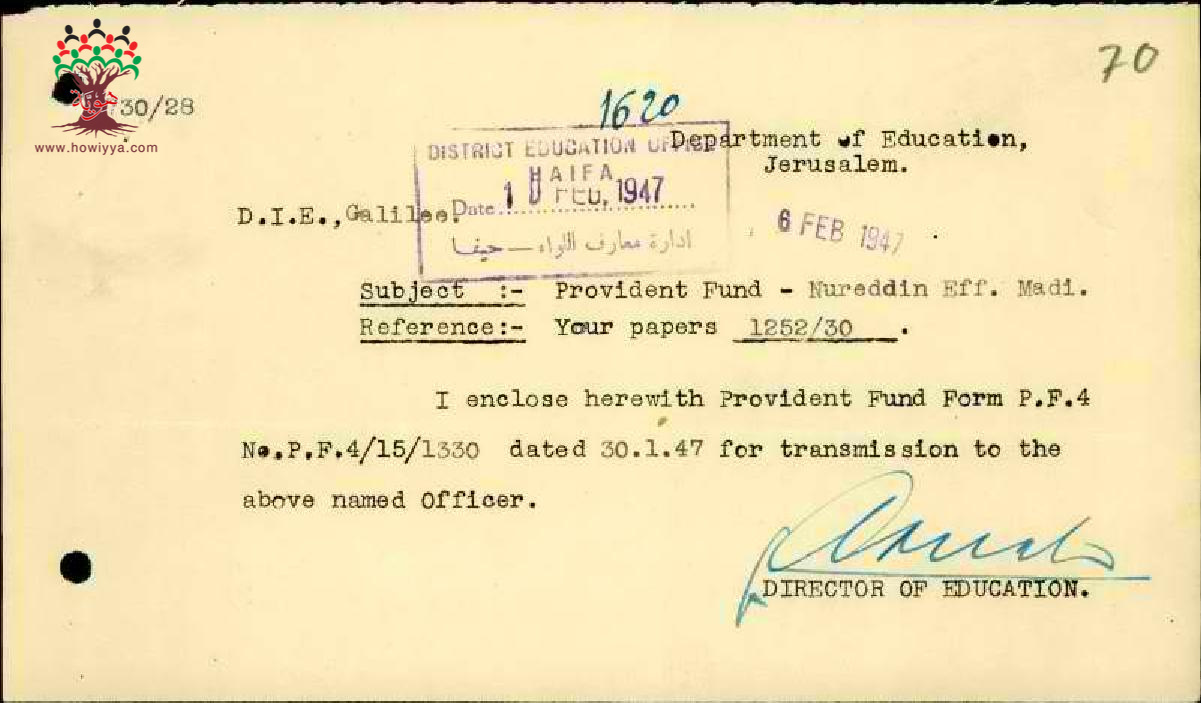 70
30/28
www.howiyya.com
1620
Department of Education,
Jerusalem.
DISTRICT EDUCATION OFFICE
HAIFA
Date 10 FEB, 1947
ادارة معارف اللواء — حيفا
D.I.E., Galilee.
6 FEB 1947
Subject :- Provident Fund - Nureddin Eff. Madi.
Reference:- Your papers 1252/30 .
I enclose herewith Provident Fund Form P.F.4
No.P.F.4/15/1330 dated 30.1.47 for transmission to the
above named Officer.
DIRECTOR OF EDUCATION.